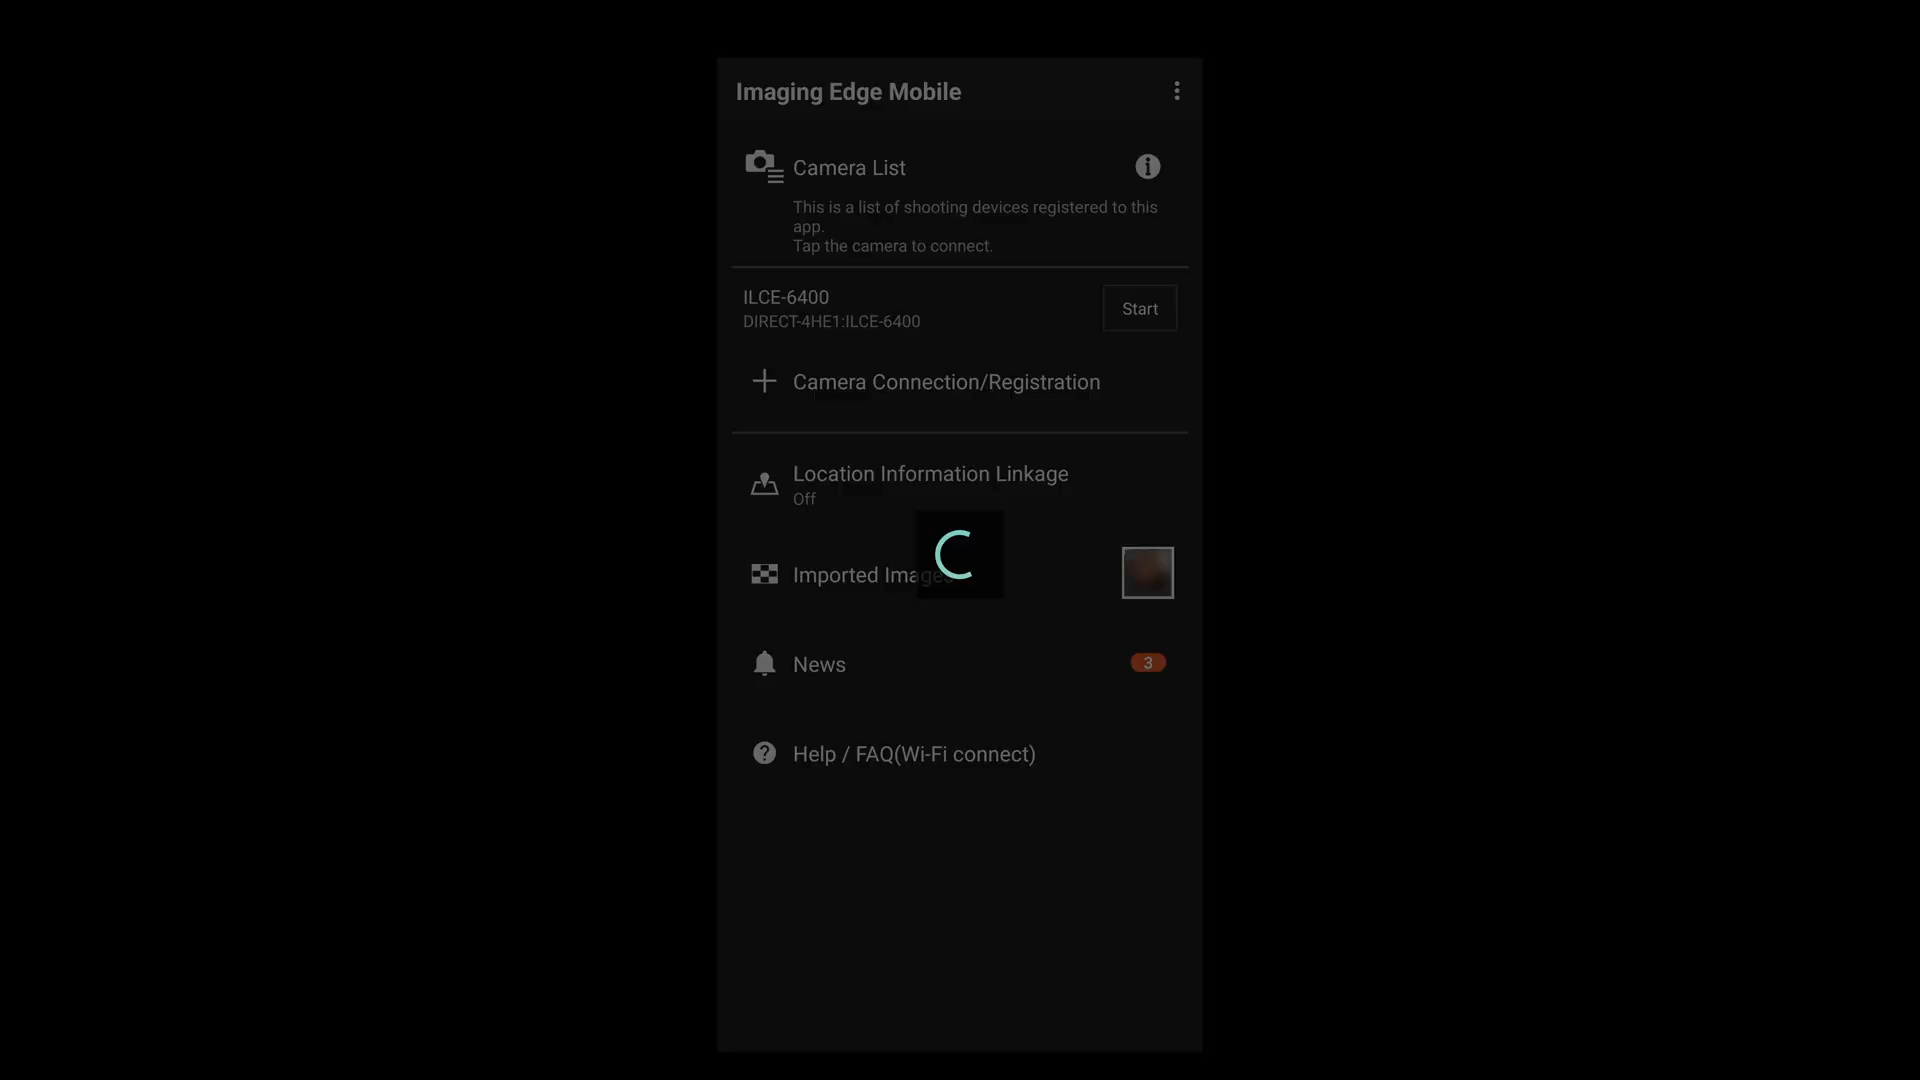 Imaging Edge Mobile
Camera List
This is a list of shooting devices registered to this
app.
Tap the camera to connect.
ILCE-6400
DIRECT-4HE1:ILCE-6400
Start
Camera Connection/Registration
Location Information Linkage
Off
Imported Images
News
3
Help / FAQ(Wi-Fi connect)